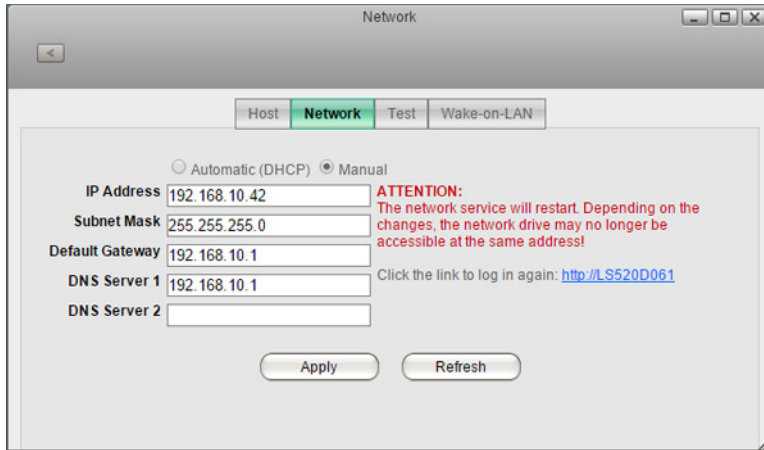 Network
<
Host Network Test Wake-on-LAN
Automatic (DHCP) Manual
IP Address 192.168.10.42
Subnet Mask 255.255.255.0
Default Gateway 192.168.10.1
DNS Server 1 192.168.10.1
DNS Server 2
ATTENTION:
The network service will restart. Depending on the
changes, the network drive may no longer be
accessible at the same address!
Click the link to log in again: http://LS520D061
Apply Refresh